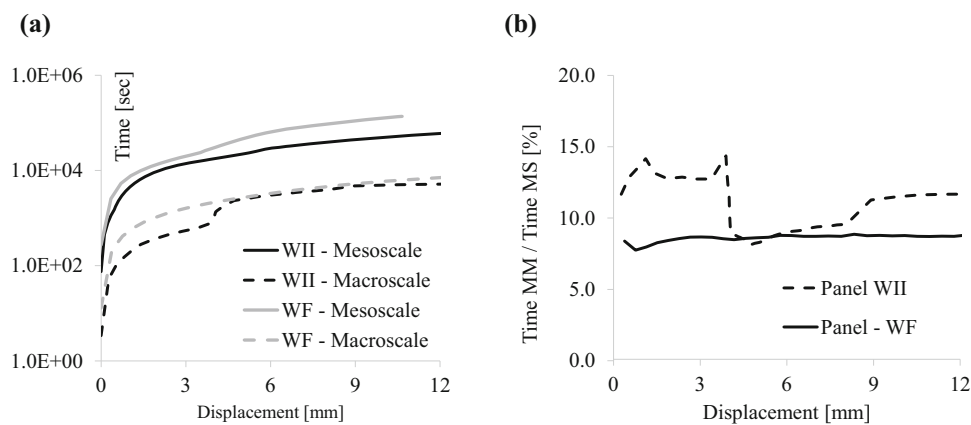 (a)
1.0E+06
1.0E+04
1.0E+02
1.0E+00
Time [sec]
WII - Mesoscale
WII - Macroscale
WF - Mesoscale
WF - Macroscale
0 3 6 9 12
Displacement [mm]
(b)
20.0
15.0
10.0
5.0
0.0
Time MM / Time MS [%]
Panel WII
Panel - WF
0 3 6 9 12
Displacement [mm]